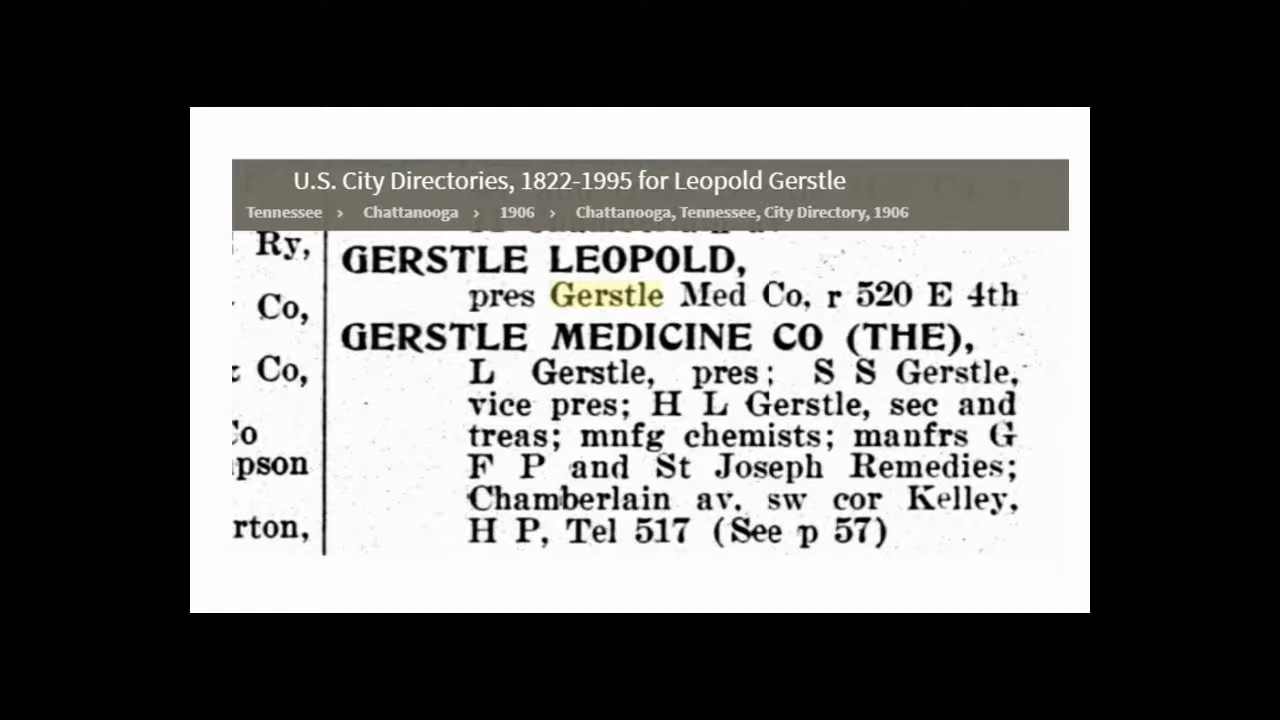 U.S. City Directories, 1822-1995 for Leopold Gerstle
Tennessee › Chattanooga › 1906 › Chattanooga, Tennessee, City Directory, 1906
Ry,
Co,
Co,
Co
pson
rton,
GERSTLE LEOPOLD,
pres Gerstle Med Co, r 520 E 4th
GERSTLE MEDICINE CO (THE),
L Gerstle, pres; S S Gerstle,
vice pres; H L Gerstle, sec and
treas; mnfg chemists; manfrs G
F P and St Joseph Remedies;
Chamberlain av, sw cor Kelley,
H P, Tel 517 (See p 57)